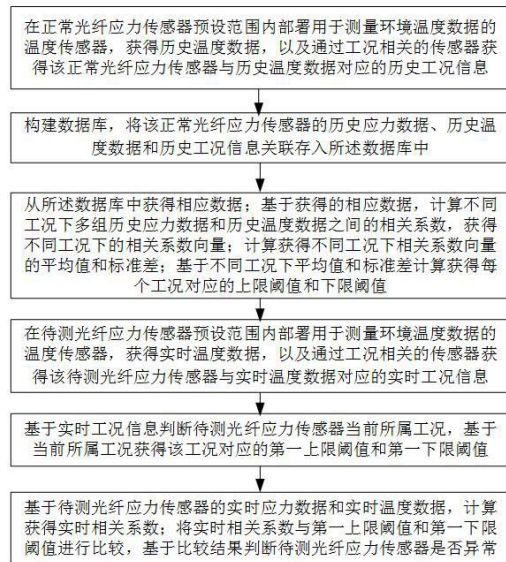 在正常光纤应力传感器预设范围内部署用于测量环境温度数据的
温度传感器，获得历史温度数据，以及通过工况相关的传感器获
得该正常光纤应力传感器与历史温度数据对应的历史工况信息
构建数据库，将该正常光纤应力传感器的历史应力数据、历史温
度数据和历史工况信息关联存入所述数据库中
从所述数据库中获得相应数据；基于获得的相应数据，计算不同
工况下多组历史应力数据和历史温度数据之间的相关系数，获得
不同工况下的相关系数向量；计算获得不同工况下相关系数向量
的平均值和标准差；基于不同工况下平均值和标准差计算获得每
个工况对应的上限阈值和下限阈值
在待测光纤应力传感器预设范围内部署用于测量环境温度数据的
温度传感器，获得实时温度数据，以及通过工况相关的传感器获
得该待测光纤应力传感器与实时温度数据对应的实时工况信息
基于实时工况信息判断待测光纤应力传感器当前所属工况，基于
当前所属工况获得该工况对应的第一上限阈值和第一下限阈值
基于待测光纤应力传感器的实时应力数据和实时温度数据，计算
获得实时相关系数；将实时相关系数与第一上限阈值和第一下限
阈值进行比较，基于比较结果判断待测光纤应力传感器是否异常